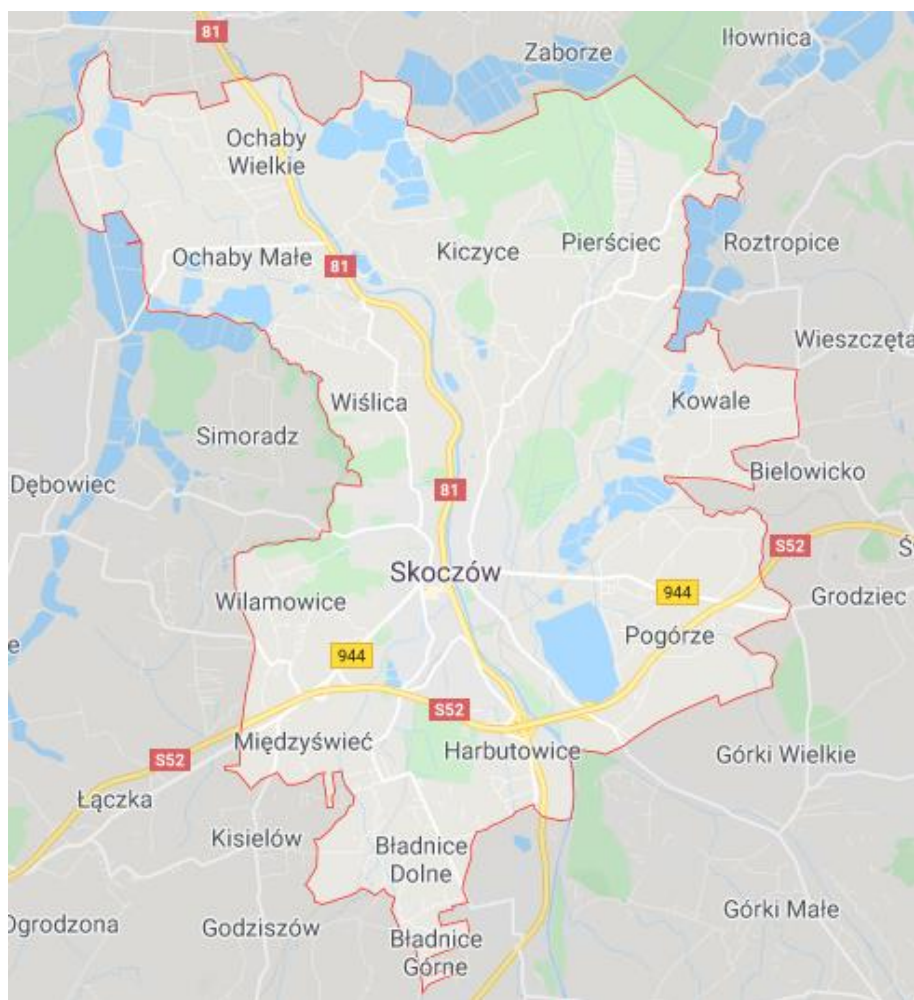 81
Zaborze
Iłownica
Ochaby
Wielkie
Ochaby Małe
81
Kiczyce
Pierściec
Roztropice
Wieszczęta
Wiślica
Kowale
Simoradz
Dębowiec
81
Bielowicko
S52
Ś
Skoczów
Wilamowice
944
Grodziec
e
944
Pogórze
S52
S52
Międzyświeć
Harbutowice
Górki Wielkie
Łączka
Kisielów
Bładnice
Dolne
Ogrodzona
Godziszów
Górki Małe
Bładnice
Górne